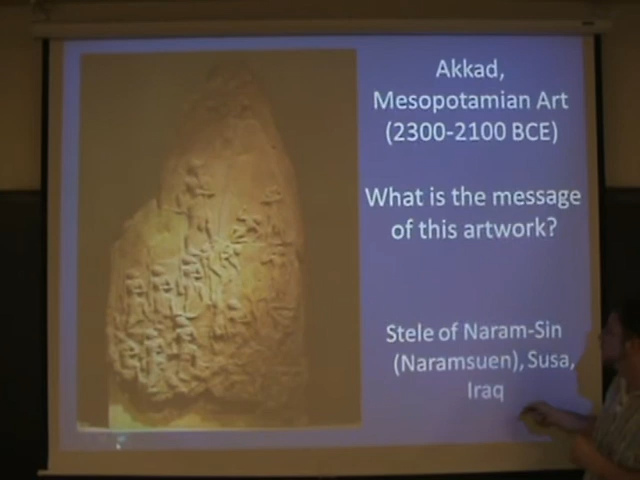 Akkad,
Mesopotamian Art
(2300-2100 BCE)
What is the message
of this artwork?
Stele of Naram-Sin
(Naramsuen), Susa,
Iraq